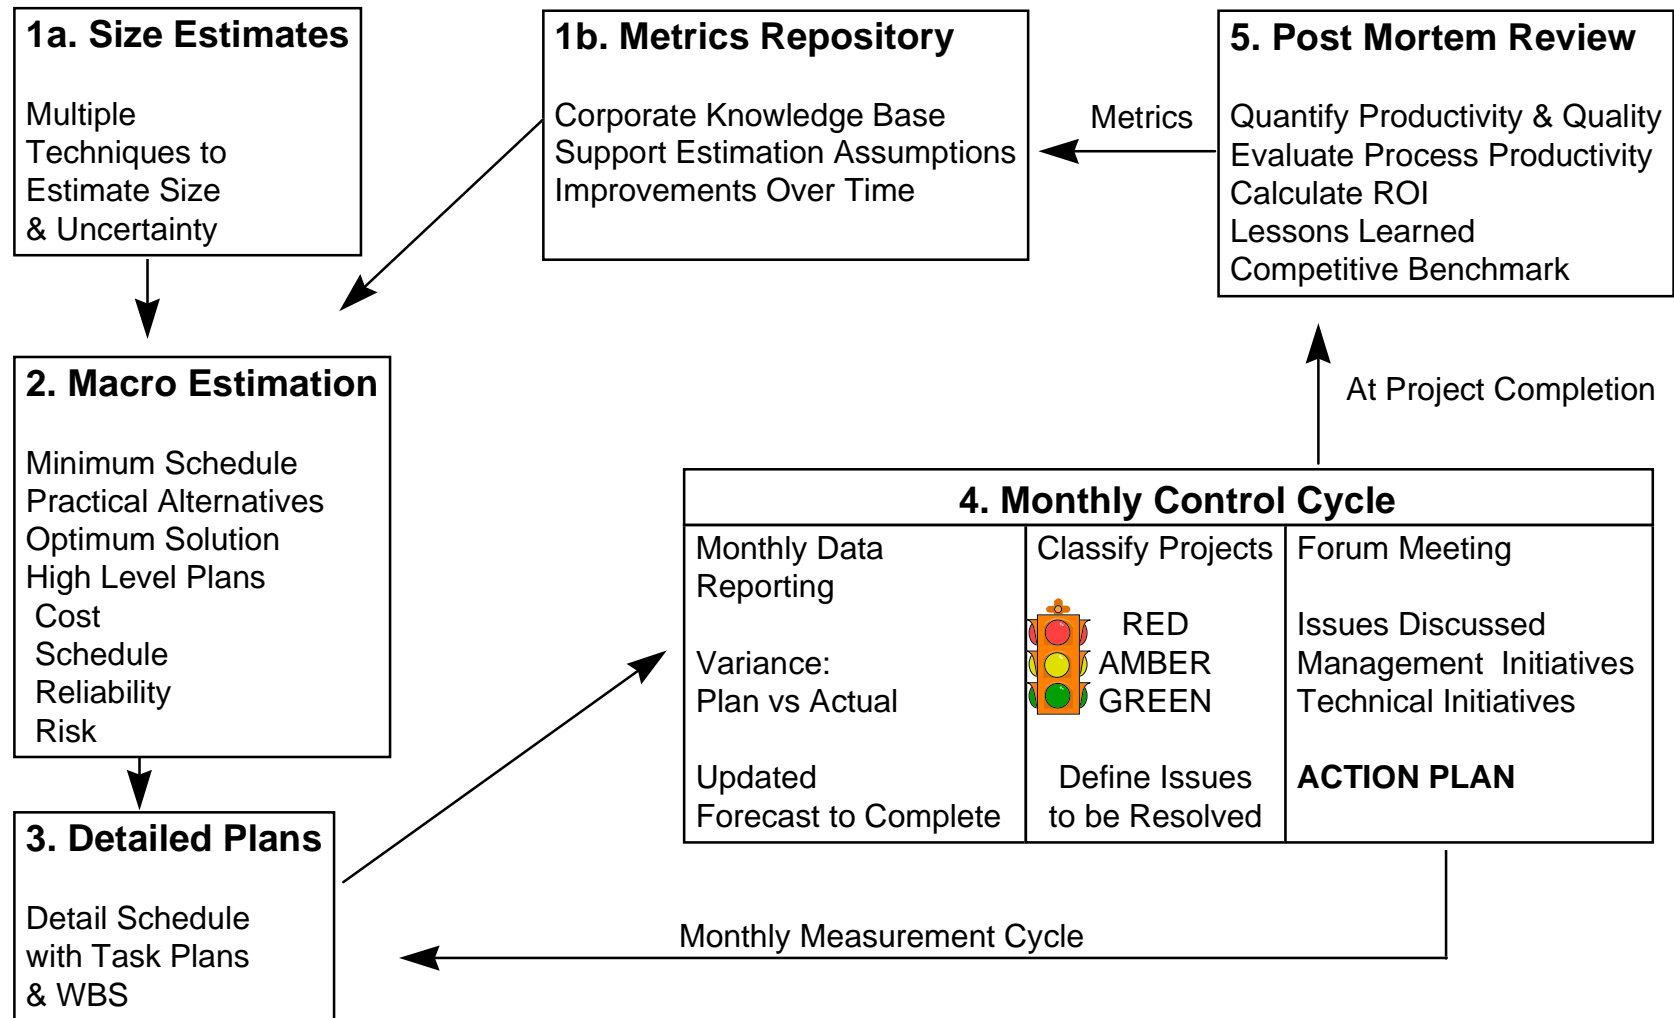 1a. Size Estimates
Multiple
Techniques to
Estimate Size
& Uncertainty
1b. Metrics Repository
Corporate Knowledge Base
Support Estimation Assumptions
Improvements Over Time
Metrics
5. Post Mortem Review
Quantify Productivity & Quality
Evaluate Process Productivity
Calculate ROI
Lessons Learned
Competitive Benchmark
2. Macro Estimation
Minimum Schedule
Practical Alternatives
Optimum Solution
High Level Plans
Cost
Schedule
Reliability
Risk
At Project Completion
4. Monthly Control Cycle
Monthly Data
Reporting
Variance:
Plan vs Actual
Updated
Forecast to Complete
Classify Projects
RED
AMBER
GREEN
Define Issues
to be Resolved
Forum Meeting
Issues Discussed
Management Initiatives
Technical Initiatives
ACTION PLAN
3. Detailed Plans
Detail Schedule
with Task Plans
& WBS
Monthly Measurement Cycle